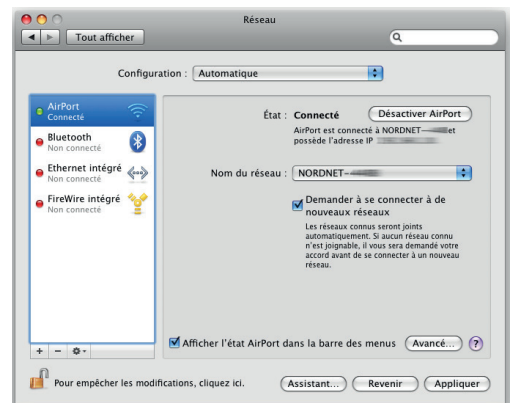 Réseau
Tout afficher
Configuration : Automatique
AirPort
Connecté
Bluetooth
Non connecté
Ethernet intégré
Non connecté
FireWire intégré
Non connecté
État : Connecté
Désactiver AirPort
AirPort est connecté à NORDNET- et
possède l'adresse IP
Nom du réseau : NORDNET-
Demander à se connecter à de
nouveaux réseaux
Les réseaux connus seront joints
automatiquement. Si aucun réseau connu
n'est joignable, il vous sera demandé votre
accord avant de se connecter à un nouveau
réseau.
Afficher l'état AirPort dans la barre des menus
Avancé...
?
Pour empêcher les modifications, cliquez ici.
Assistant...
Revenir
Appliquer